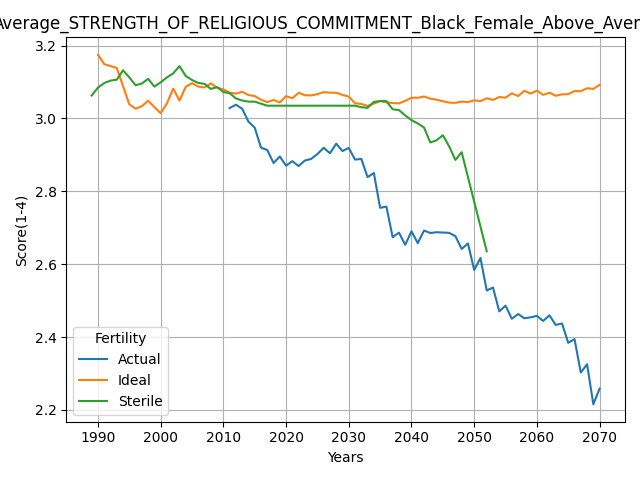 Average_STRENGTH_OF_RELIGIOUS_COMMITMENT_Black_Female_Above_Aver
3.2
3.0
2.8
2.6
2.4
2.2
Score(1-4)
Fertility
Actual
Ideal
Sterile
1990 2000 2010 2020 2030 2040 2050 2060 2070
Years